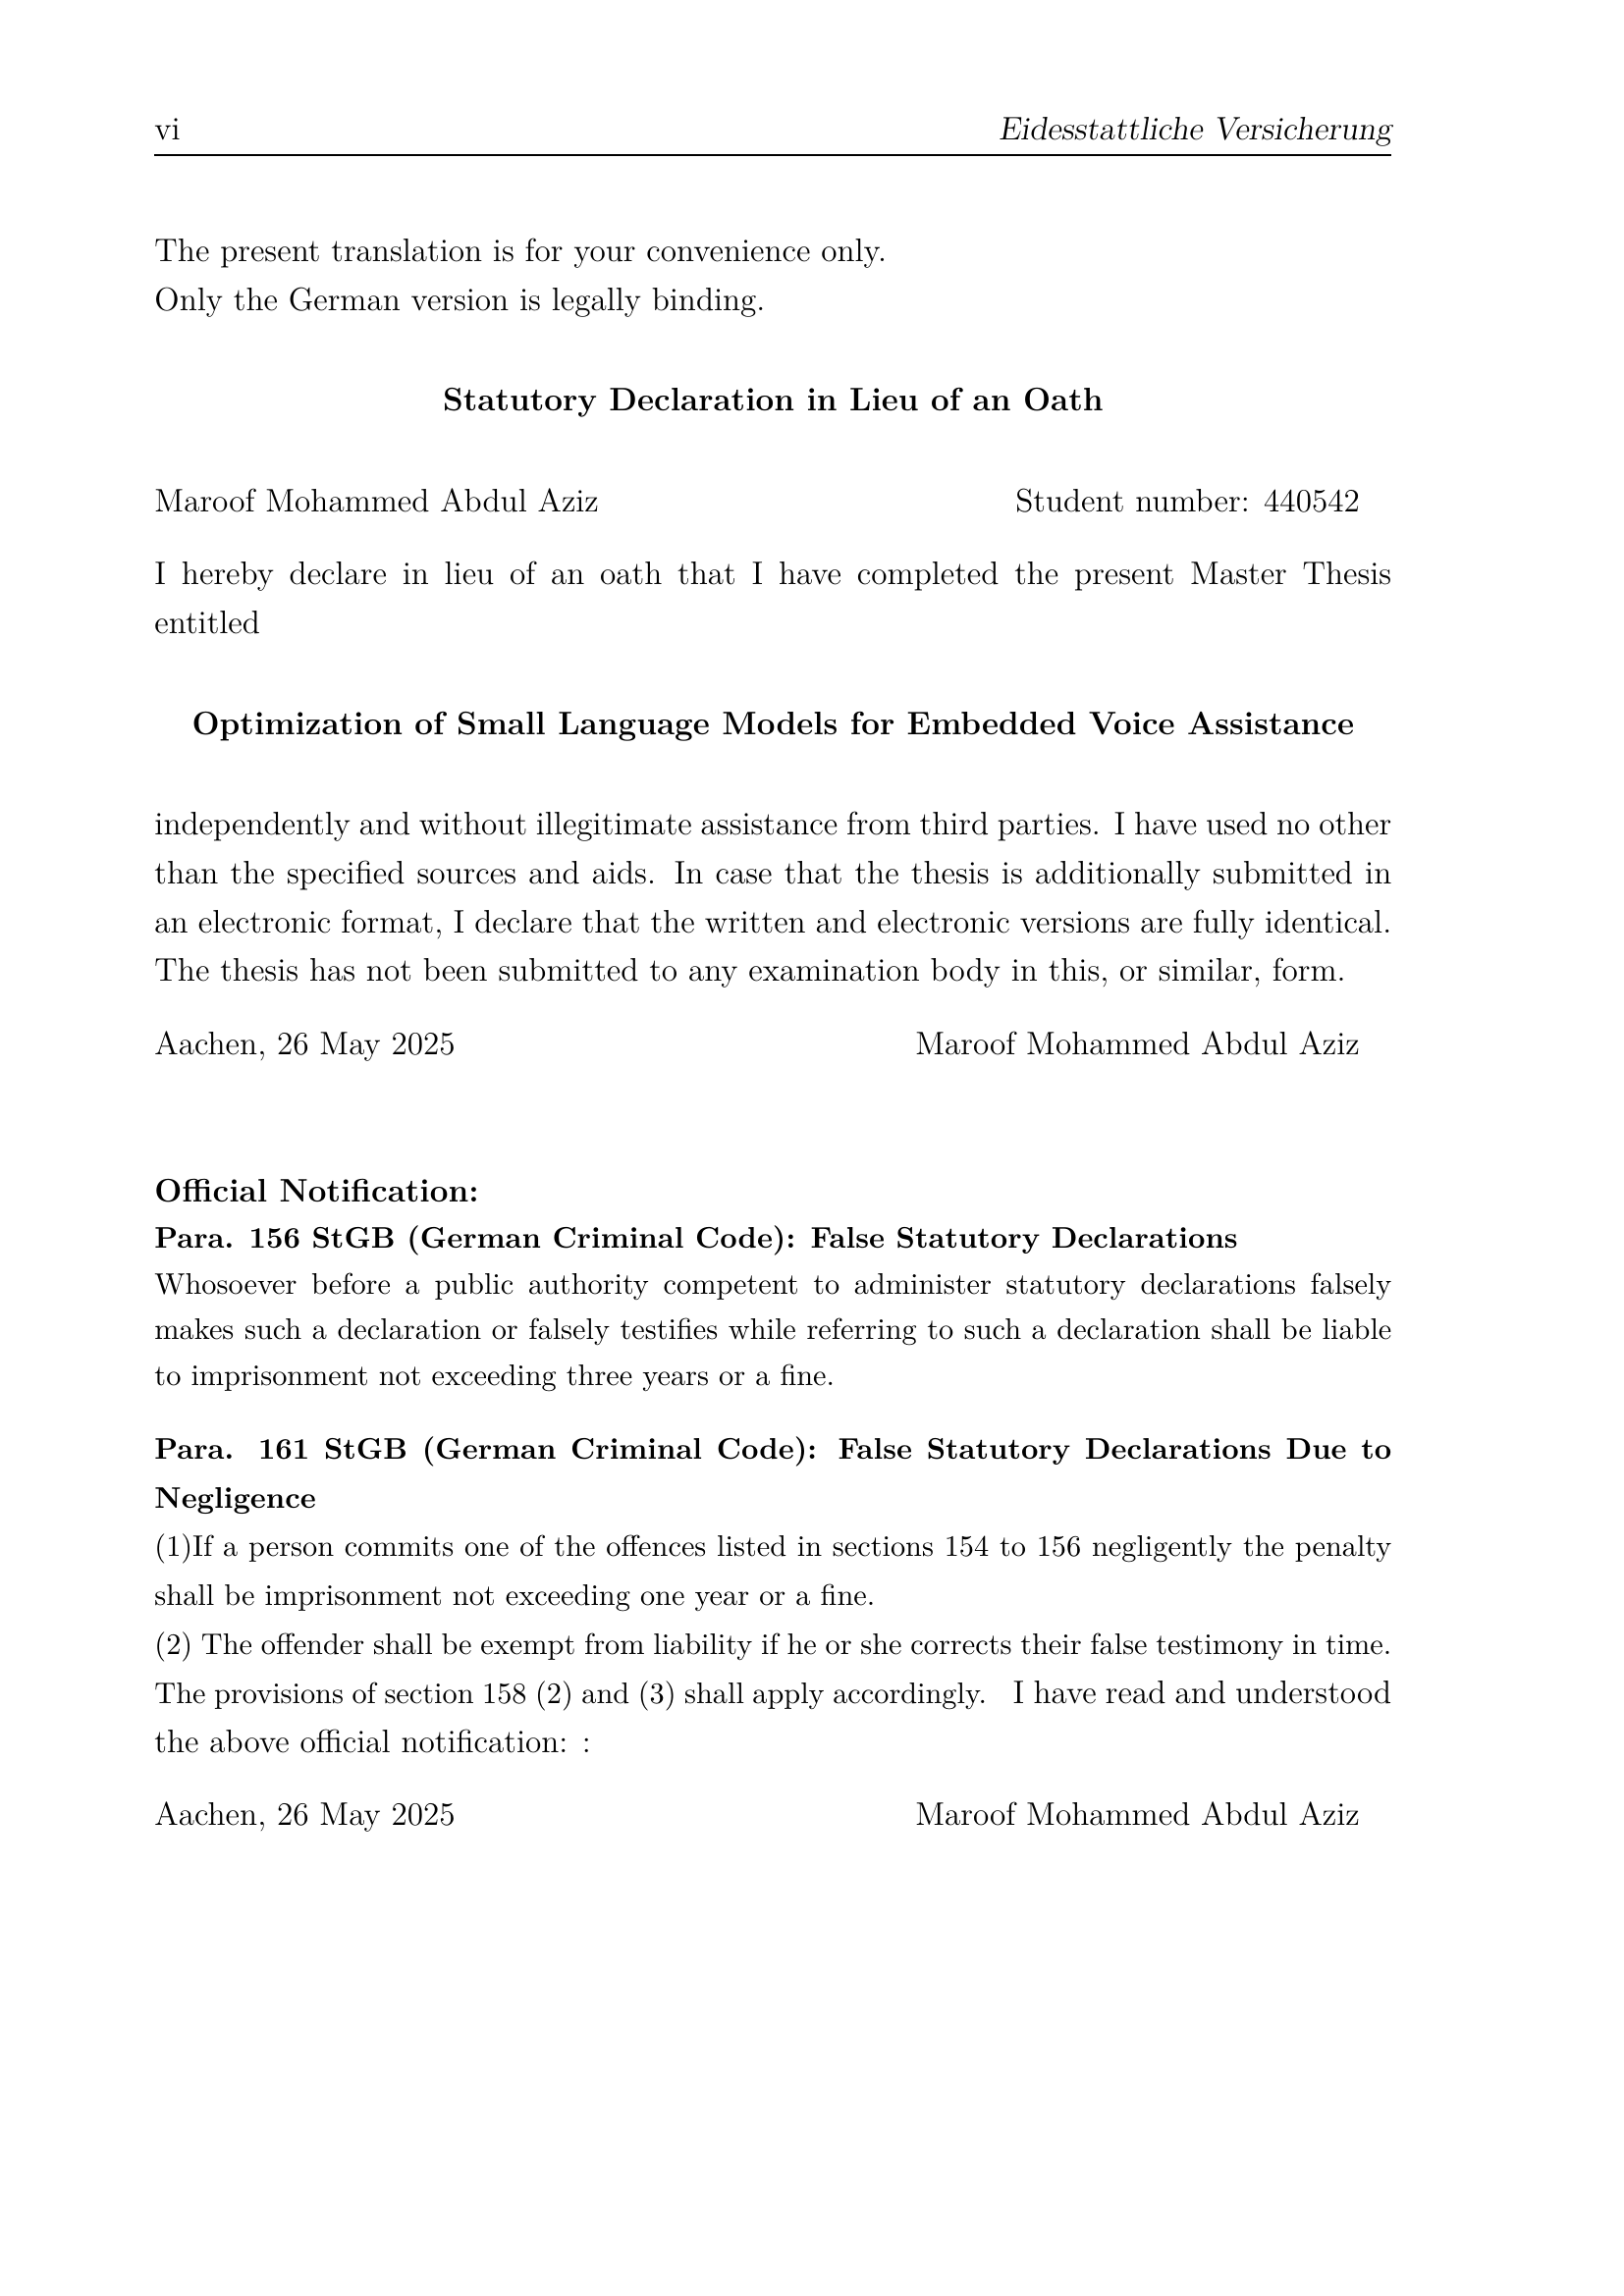 vi Eidesstattliche Versicherung
The present translation is for your convenience only.
Only the German version is legally binding.
Statutory Declaration in Lieu of an Oath
Maroof Mohammed Abdul Aziz Student number: 440542
I hereby declare in lieu of an oath that I have completed the present Master Thesis
entitled
Optimization of Small Language Models for Embedded Voice Assistance
independently and without illegitimate assistance from third parties. I have used no other
than the specified sources and aids. In case that the thesis is additionally submitted in
an electronic format, I declare that the written and electronic versions are fully identical.
The thesis has not been submitted to any examination body in this, or similar, form.
Aachen, 26 May 2025 Maroof Mohammed Abdul Aziz
Official Notification:
Para. 156 StGB (German Criminal Code): False Statutory Declarations
Whosoever before a public authority competent to administer statutory declarations falsely
makes such a declaration or falsely testifies while referring to such a declaration shall be liable
to imprisonment not exceeding three years or a fine.
Para. 161 StGB (German Criminal Code): False Statutory Declarations Due to
Negligence
(1)If a person commits one of the offences listed in sections 154 to 156 negligently the penalty
shall be imprisonment not exceeding one year or a fine.
(2) The offender shall be exempt from liability if he or she corrects their false testimony in time.
The provisions of section 158 (2) and (3) shall apply accordingly. I have read and understood
the above official notification: :
Aachen, 26 May 2025 Maroof Mohammed Abdul Aziz